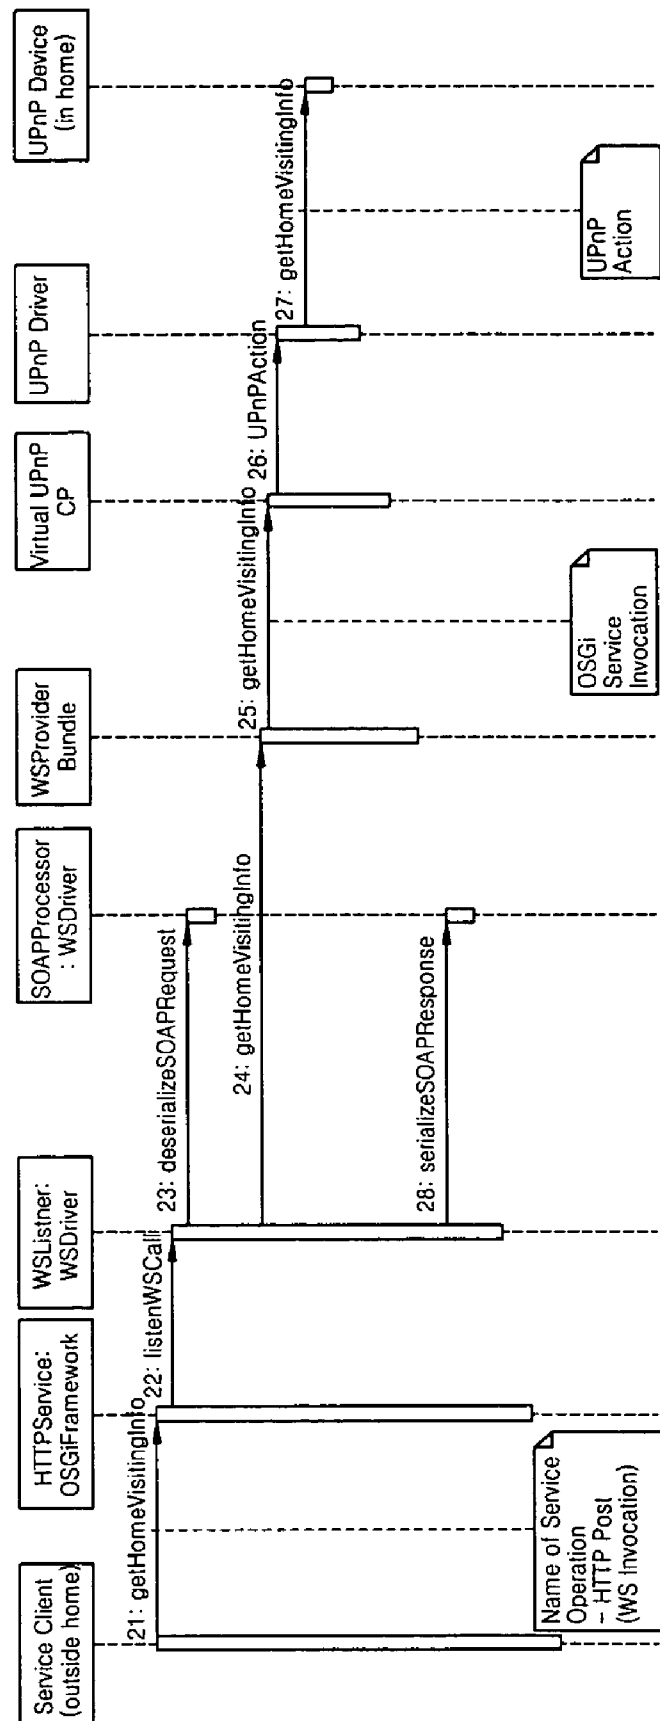 Service Client
(outside home)
HTTPService:
OSGiFramework
WSListner:
WSDriver
SOAPProcessor
: WSDriver
WSProvider
Bundle
Virtual UPnP
CP
UPnP Driver
UPnP Device
(in home)
21: getHomeVisitingInfo
22: listenWSCall
23: deserializeSOAPRequest
24: getHomeVisitingInfo
25: getHomeVisitingInfo
26: UPnPAction
27: getHomeVisitingInfo
28: serializeSOAPResponse
Name of Service
Operation
– HTTP Post
(WS Invocation)
OSGi
Service
Invocation
UPnP
Action